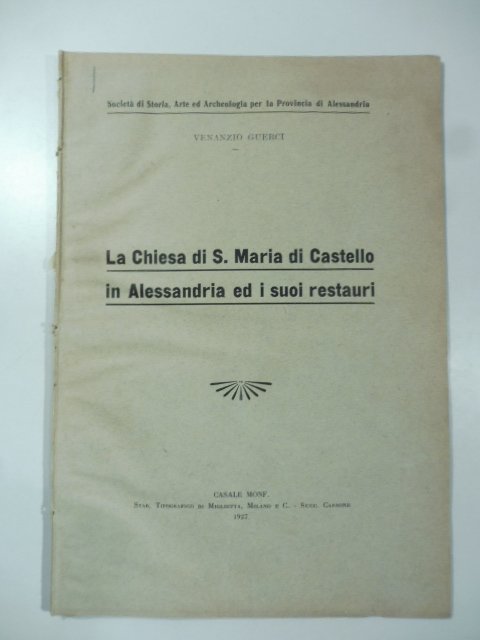 Società di Storia, Arte ed Archeologia per la Provincia di Alessandria
VENANZIO GUERCI
La Chiesa di S. Maria di Castello
in Alessandria ed i suoi restauri
CASALE MONF.
STAB. TIPOGRAFICO DI MIGLIETTA, MILANO E C. - SUCC. CASSONE
1927